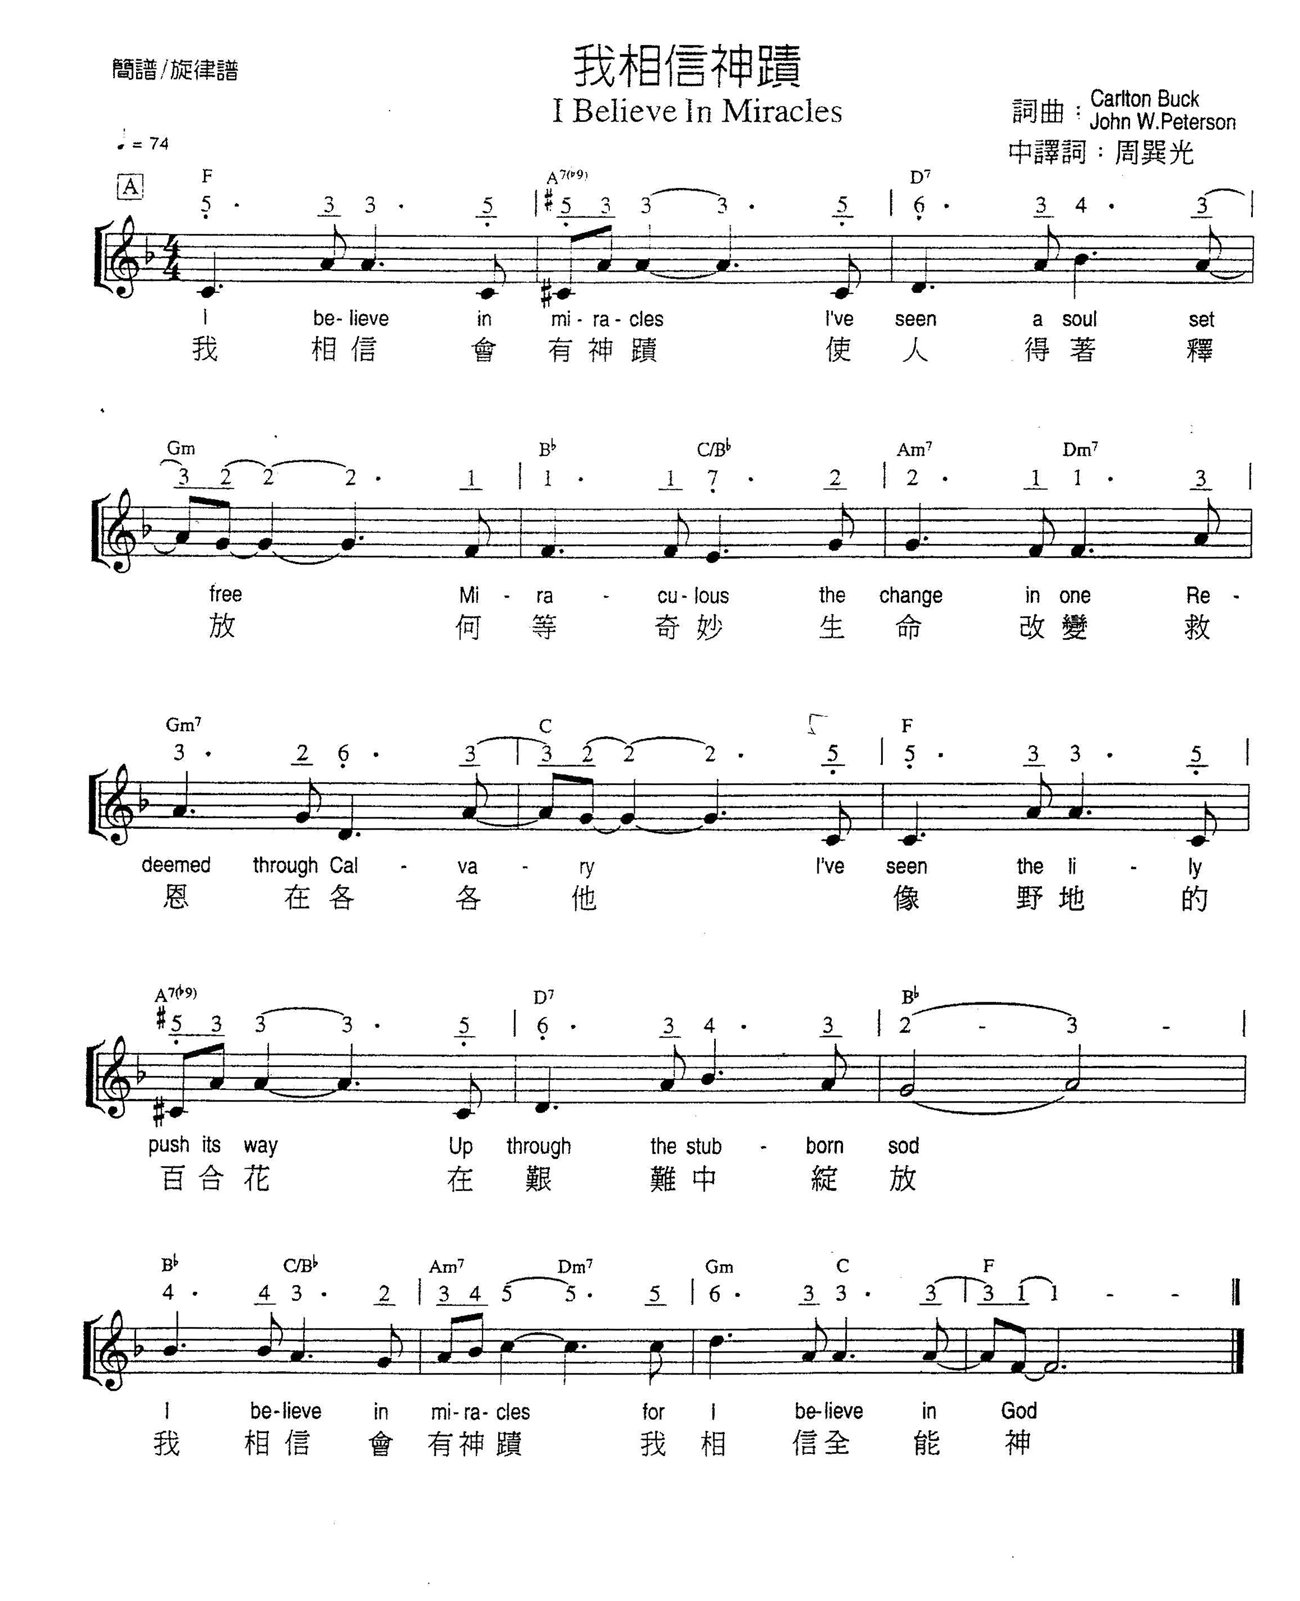 簡譜/旋律譜
我相信神蹟
I Believe In Miracles
詞曲：Carlton Buck
John W.Peterson
中譯詞：周巽光
♩ = 74
A
F A7(♭9) D7
5̣ · 3 3 · 5̣ | #5̣ 3 3 3 · 5̣ | 6̣ · 3 4 · 3 |
I be- lieve in mi- ra- cles I've seen a soul set
我 相 信 會 有 神 蹟 使 人 得 著 釋
Gm B♭ C/B♭ Am7 Dm7
3 2 2 2 · 1 | 1 · 1 7̣ · 2 | 2 · 1 1 · 3 |
free Mi - ra - cu- lous the change in one Re-
放 何 等 奇 妙 生 命 改 變 救
Gm7 C F
3 · 2 6̣ · 3 | 3 2 2 2 · 5̣ | 5̣ · 3 3 · 5̣ |
deemed through Cal - va - ry I've seen the li - ly
恩 在 各 各 他 像 野 地 的
A7(♭9) D7 B♭
#5̣ 3 3 3 · 5̣ | 6̣ · 3 4 · 3 | 2 - 3 - |
push its way Up through the stub - born sod
百 合 花 在 艱 難 中 綻 放
B♭ C/B♭ Am7 Dm7 Gm C F
4 · 4 3 · 2 | 3 4 5 5 · 5 | 6 · 3 3 · 3 | 3 1 1 - - ‖
I be-lieve in mi-ra-cles for I be-lieve in God
我 相 信 會 有 神 蹟 我 相 信 全 能 神